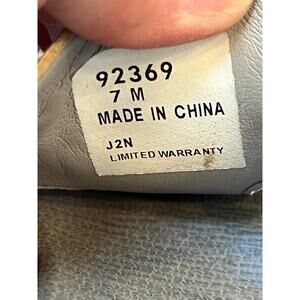 92369
7 M
MADE IN CHINA
J2N
LIMITED WARRANTY